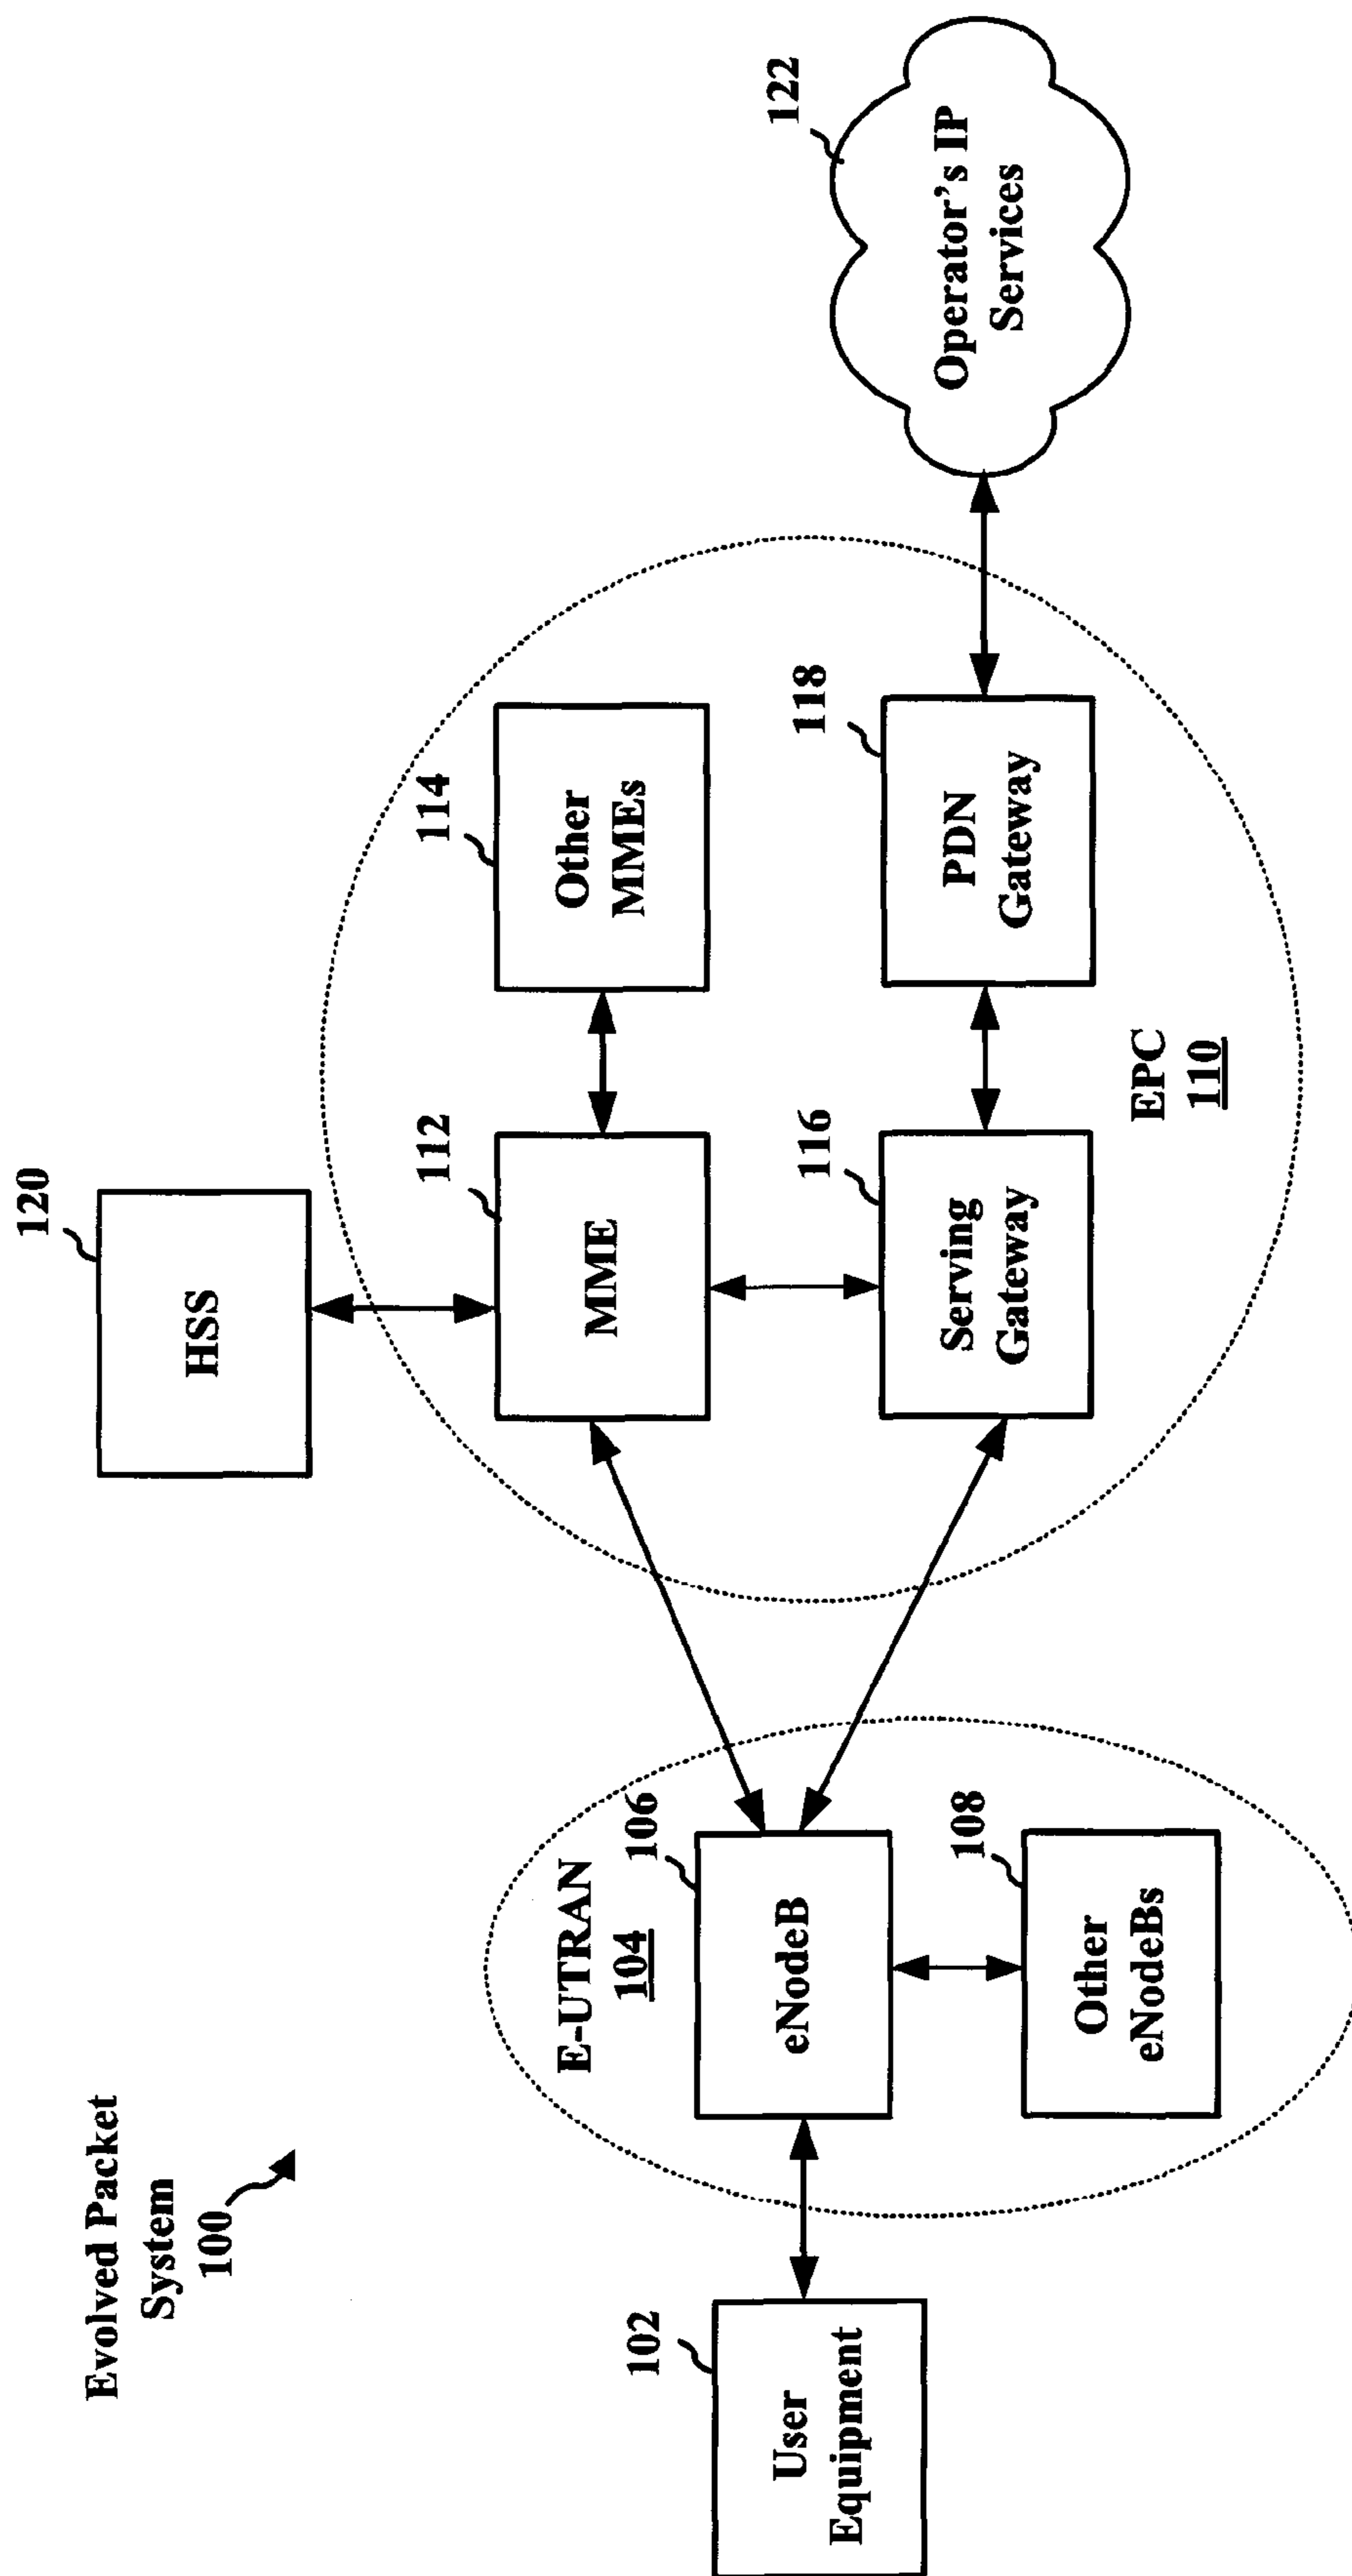 Evolved Packet
System
100
HSS
120
MME
112
Other
MMEs
114
E-UTRAN
104
eNodeB
106
User
Equipment
102
Other
eNodeBs
108
Serving
Gateway
116
PDN
Gateway
118
EPC
110
Operator's IP
Services
122